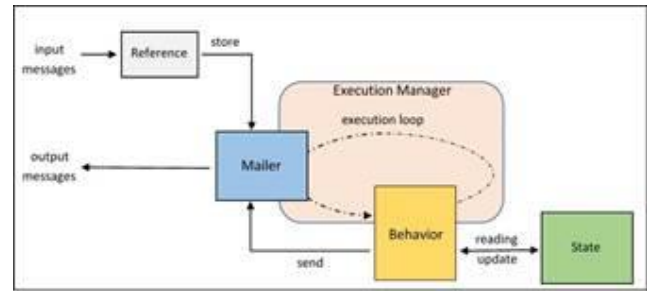 input
messages
Reference
store
Execution Manager
execution loop
output
messages
Mailer
Behavior
reading
update
State
send